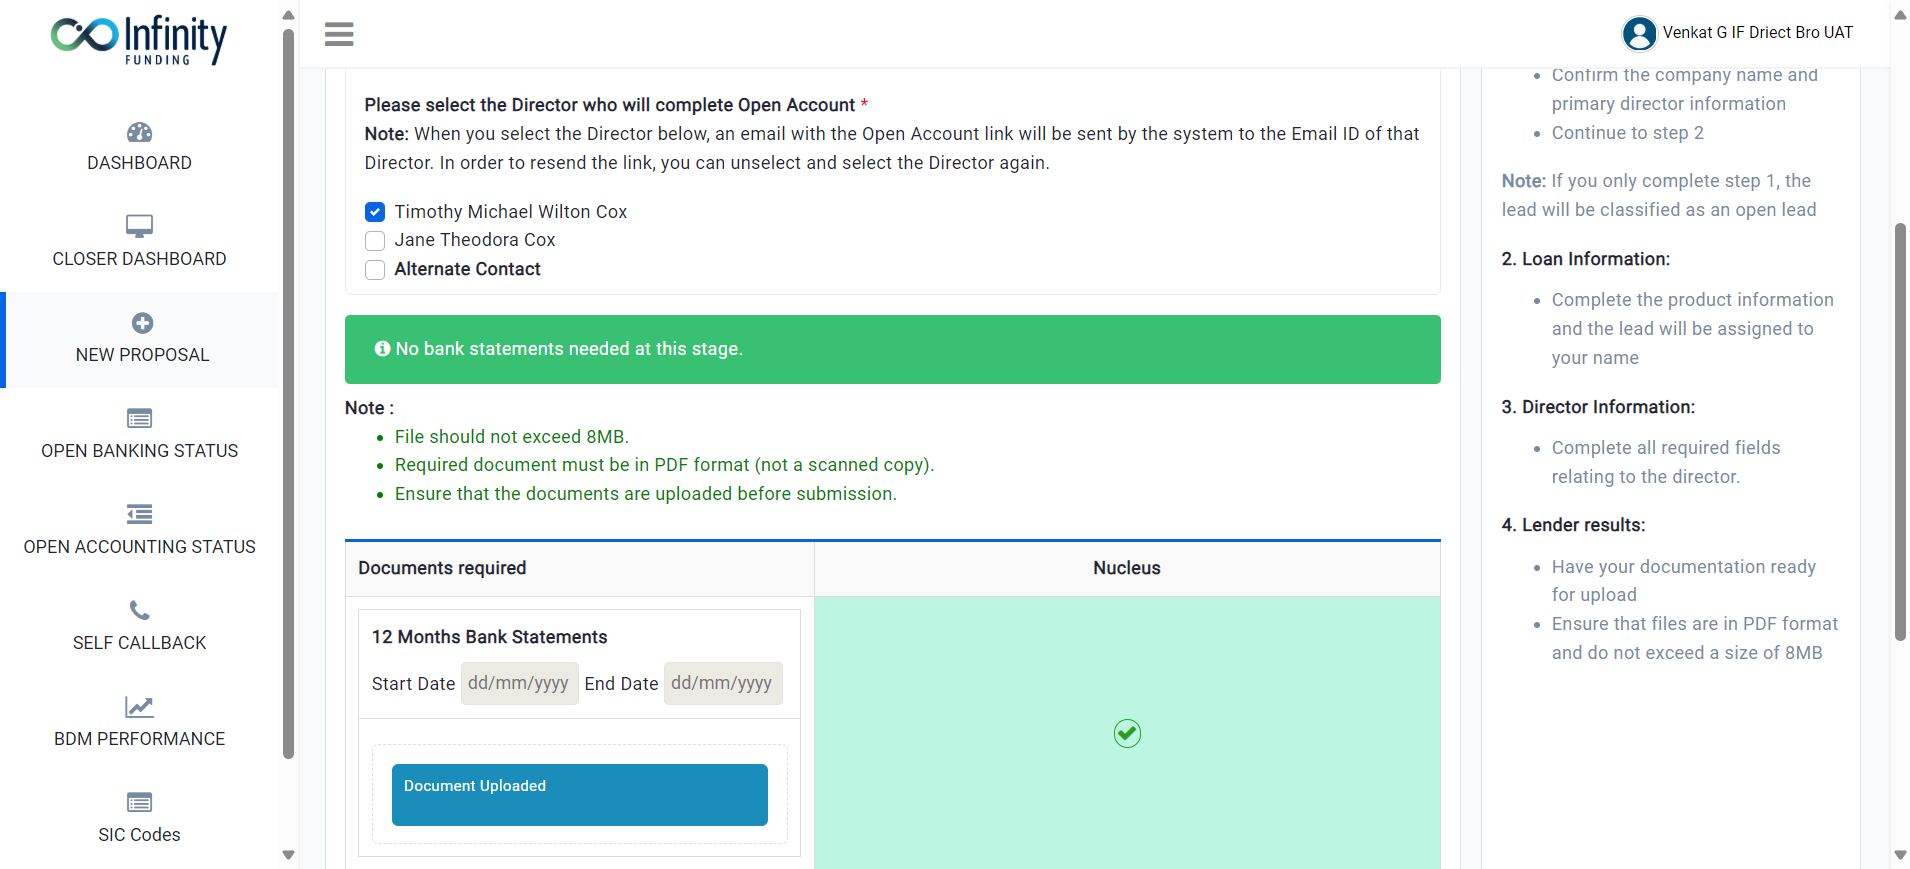 Infinity
FUNDING
DASHBOARD
CLOSER DASHBOARD
NEW PROPOSAL
OPEN BANKING STATUS
OPEN ACCOUNTING STATUS
SELF CALLBACK
BDM PERFORMANCE
SIC Codes
Venkat G IF Driect Bro UAT
Please select the Director who will complete Open Account *
Note: When you select the Director below, an email with the Open Account link will be sent by the system to the Email ID of that
Director. In order to resend the link, you can unselect and select the Director again.
Timothy Michael Wilton Cox
Jane Theodora Cox
Alternate Contact
No bank statements needed at this stage.
Note :
File should not exceed 8MB.
Required document must be in PDF format (not a scanned copy).
Ensure that the documents are uploaded before submission.
Documents required
Nucleus
12 Months Bank Statements
Start Date dd/mm/yyyy End Date dd/mm/yyyy
Document Uploaded
Confirm the company name and
primary director information
Continue to step 2
Note: If you only complete step 1, the
lead will be classified as an open lead
2. Loan Information:
Complete the product information
and the lead will be assigned to
your name
3. Director Information:
Complete all required fields
relating to the director.
4. Lender results:
Have your documentation ready
for upload
Ensure that files are in PDF format
and do not exceed a size of 8MB